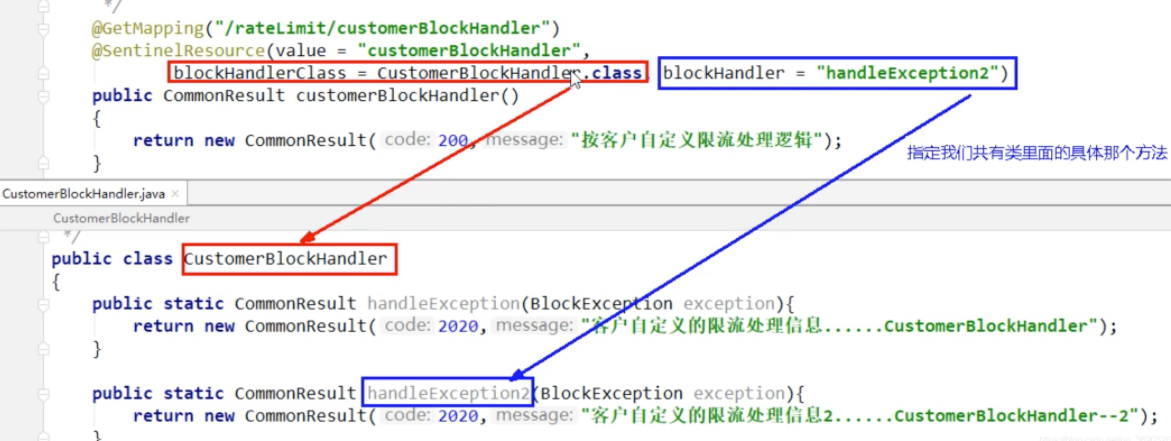 */
@GetMapping("/rateLimit/customerBlockHandler")
@SentinelResource(value = "customerBlockHandler",
blockHandlerClass = CustomerBlockHandler.class, blockHandler = "handleException2")
public CommonResult customerBlockHandler()
{
return new CommonResult( code: 200, message: "按客户自定义限流处理逻辑");
}
指定我们共有类里面的具体那个方法
CustomerBlockHandler.java ×
CustomerBlockHandler
*/
public class CustomerBlockHandler
{
public static CommonResult handleException(BlockException exception){
return new CommonResult( code: 2020, message: "客户自定义的限流处理信息......CustomerBlockHandler");
}
public static CommonResult handleException2(BlockException exception){
return new CommonResult( code: 2020, message: "客户自定义的限流处理信息2......CustomerBlockHandler--2");
}